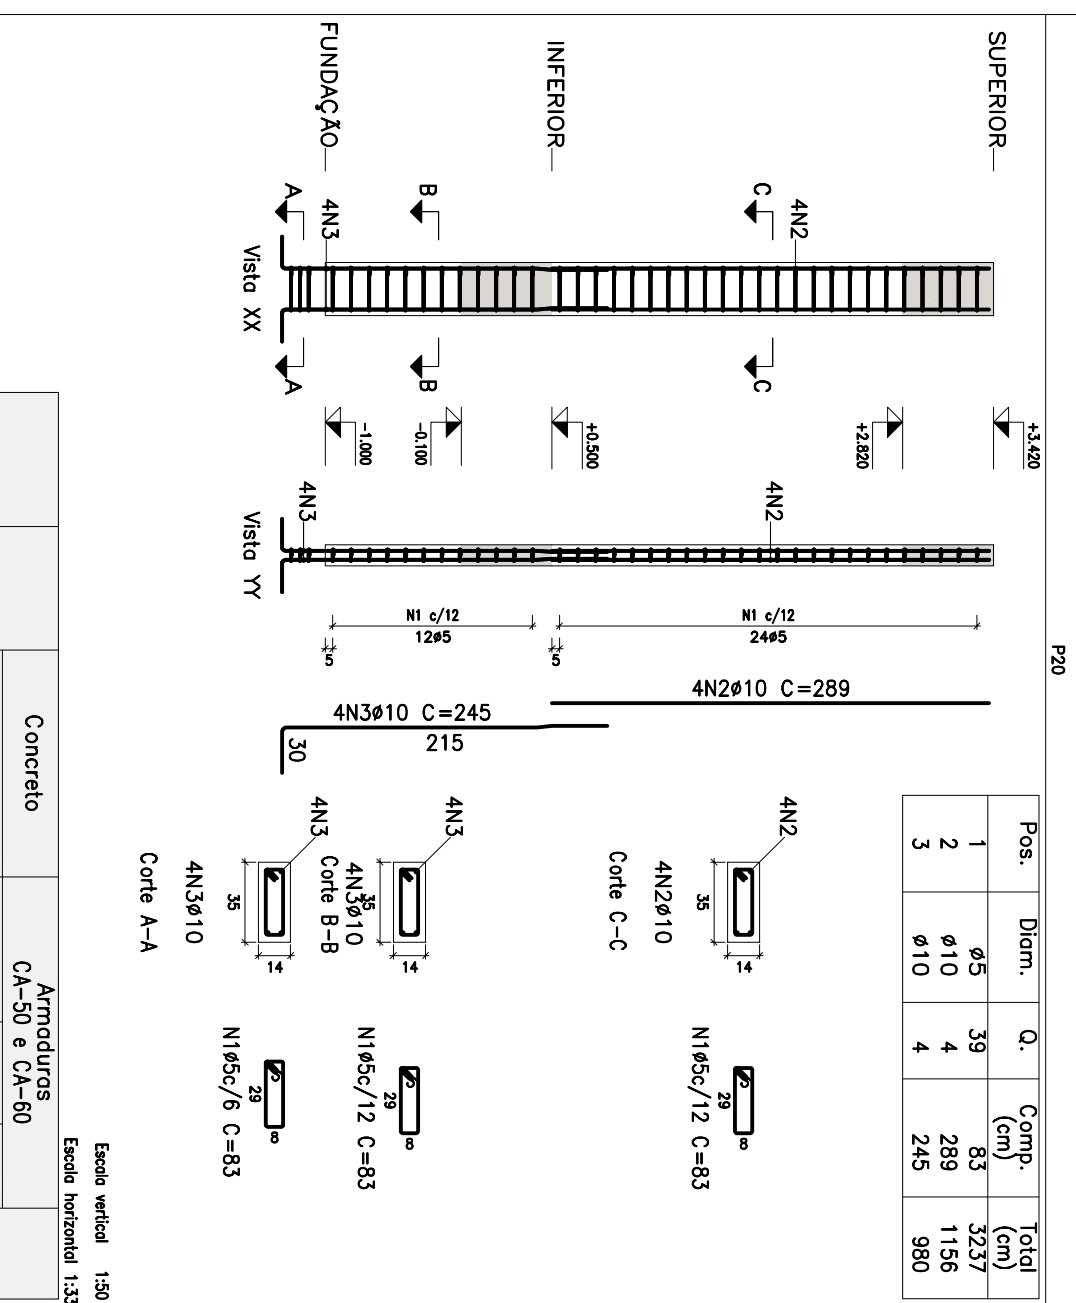 P20
SUPERIOR
INFERIOR
FUNDAÇÃO
A
B
C
4N3
4N2
Vista XX
A
B
C
+3.420
+2.820
+0.500
-0.100
-1.000
4N3
4N2
Vista YY
N1 c/12
12ø5
5
N1 c/12
24ø5
5
4N2ø10 C=289
4N3ø10 C=245
215
30
Pos. Diam. Q. Comp. (cm) Total (cm)
1 ø5 39 83 3237
2 ø10 4 289 1156
3 ø10 4 245 980
4N2
35
14
4N2ø10
Corte C-C
29
8
N1ø5c/12 C=83
4N3
35
14
4N3ø10
Corte B-B
29
8
N1ø5c/12 C=83
4N3
35
14
4N3ø10
Corte A-A
29
8
N1ø5c/6 C=83
Escala vertical 1:50
Escala horizontal 1:33
Concreto
Armaduras
CA-50 e CA-60